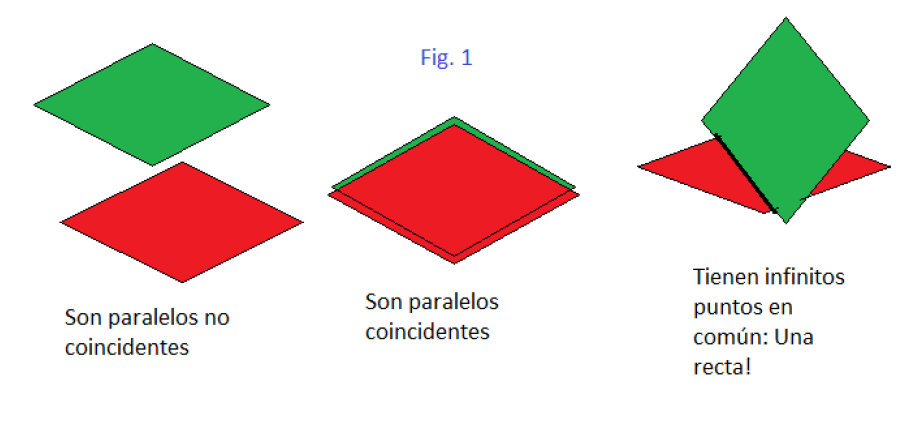 Fig. 1
Son paralelos no
coincidentes
Son paralelos
coincidentes
Tienen infinitos
puntos en
común: Una
recta!